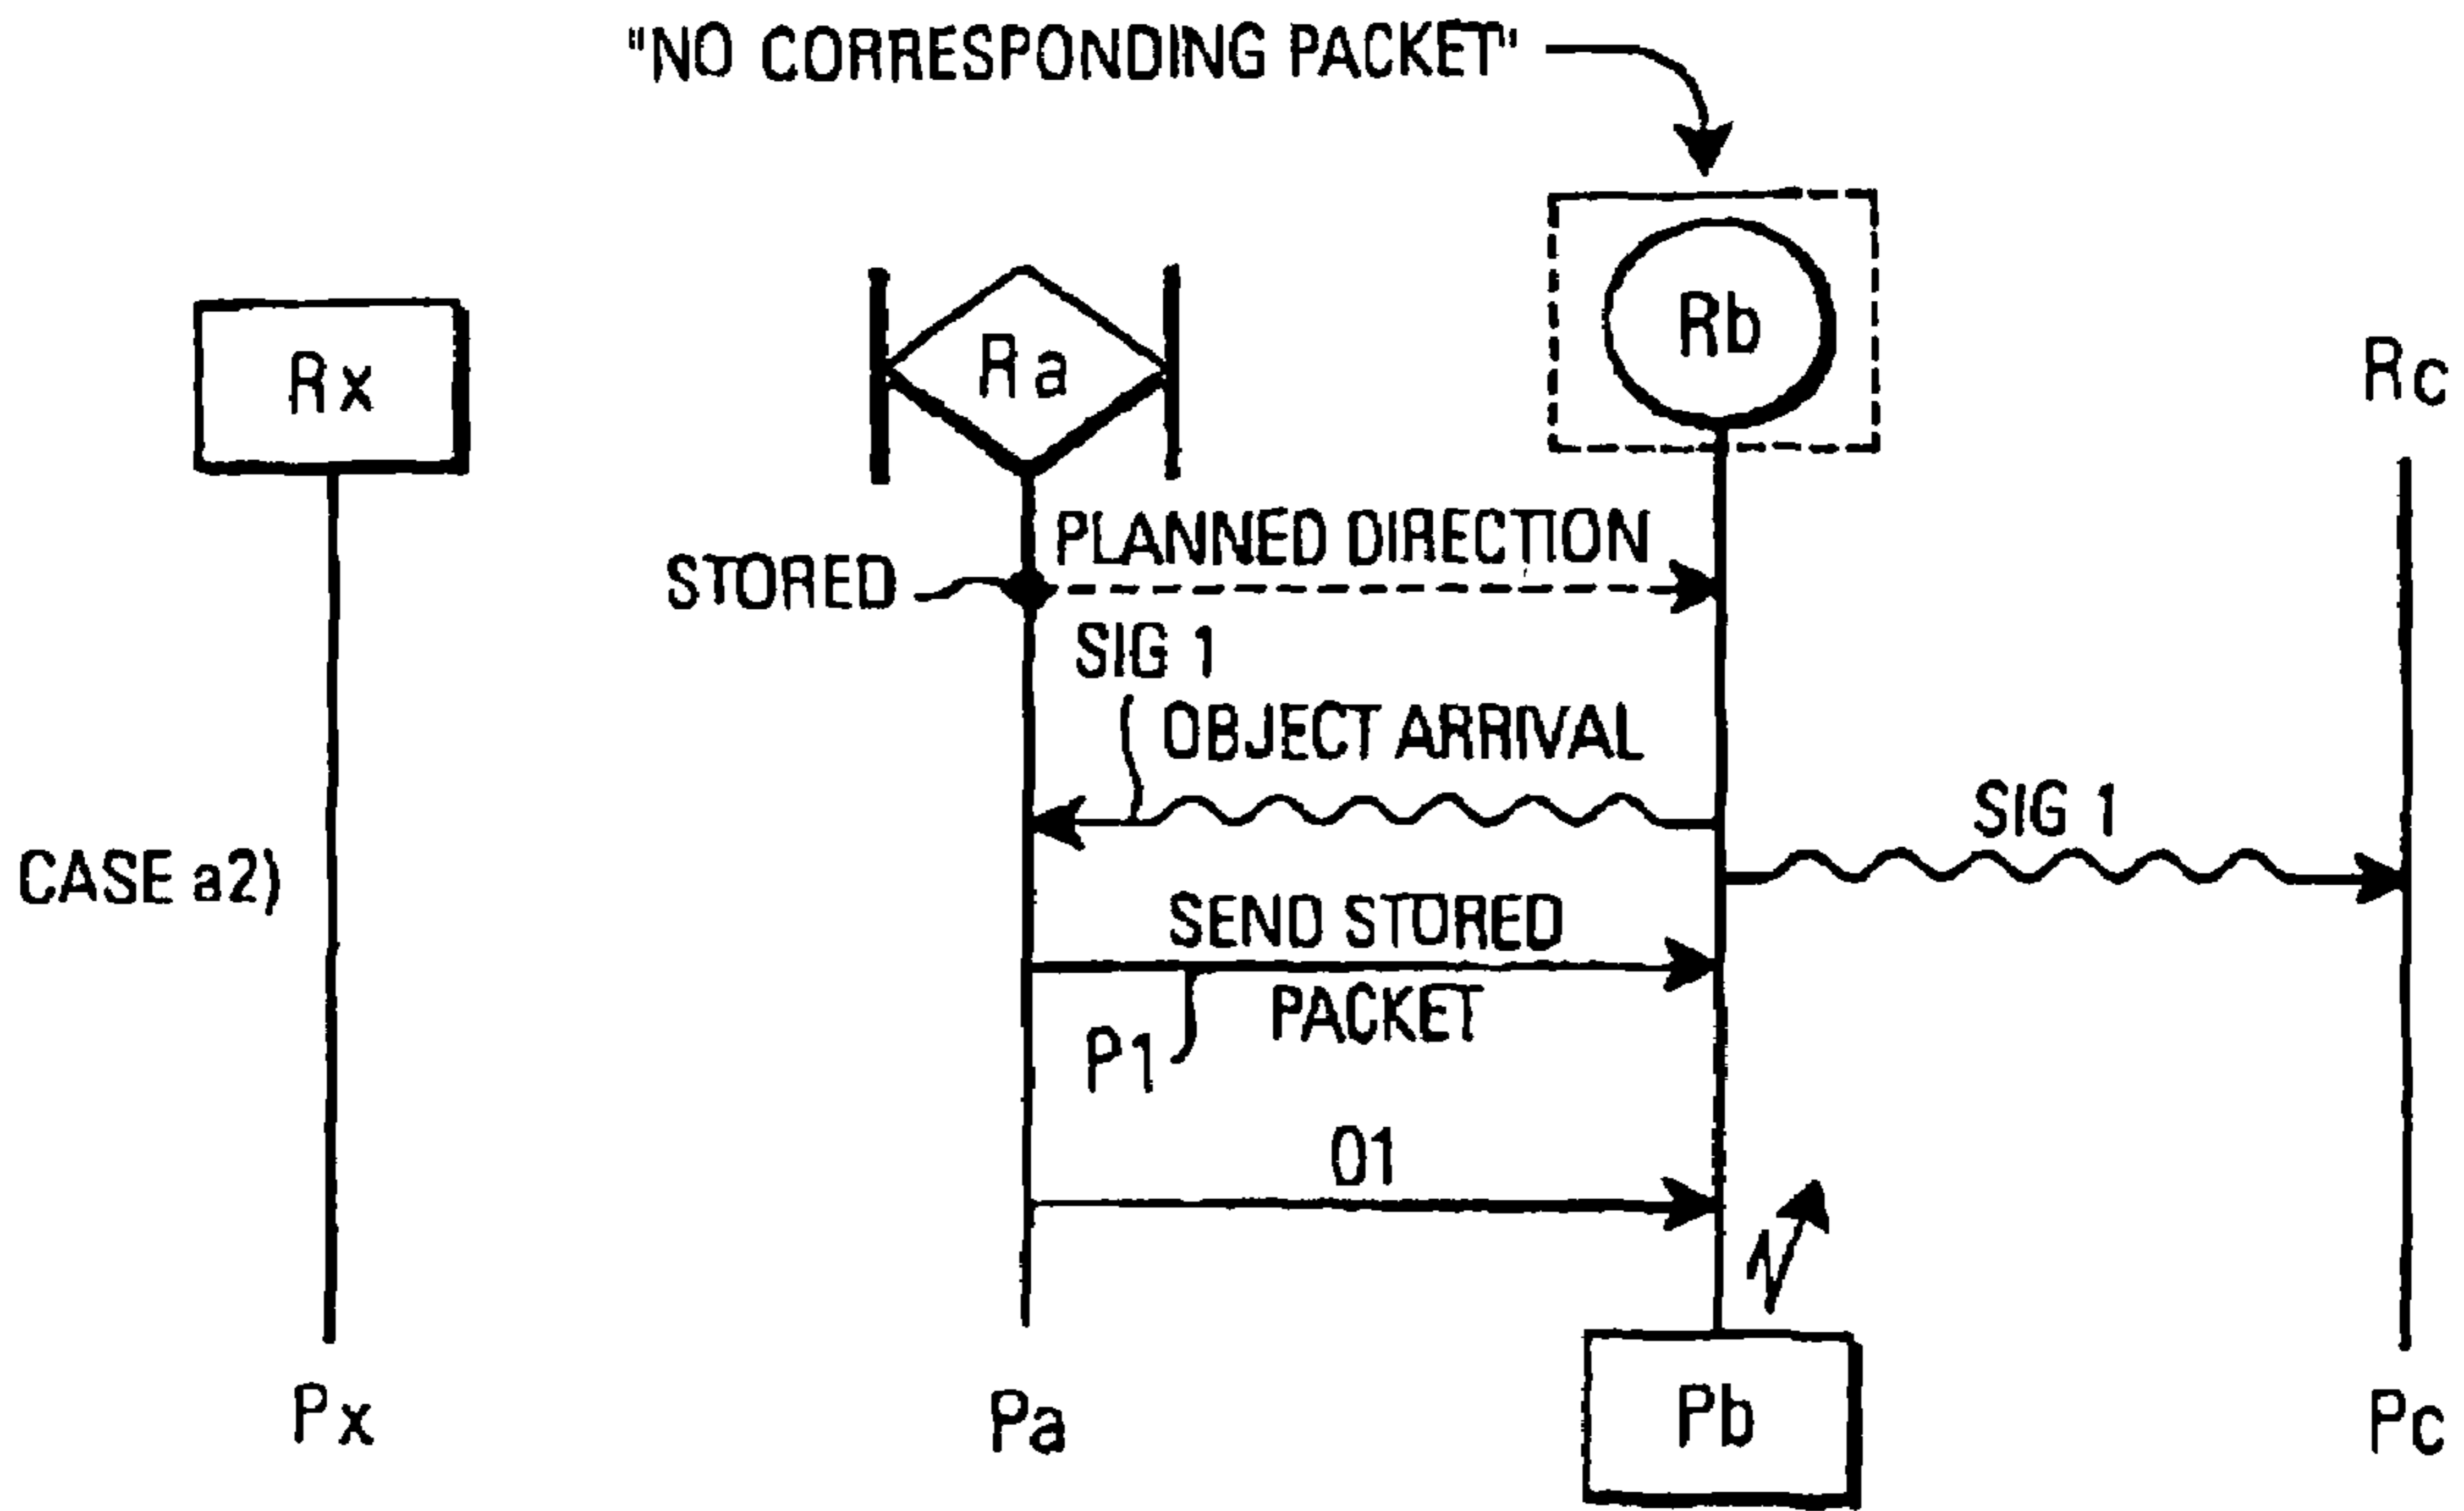 "NO CORRESPONDING PACKET"
Rx
Ra
Rb
Rc
PLANNED DIRECTION
STORED
SIG 1
OBJECT ARRIVAL
SIG 1
CASE a2)
SEND STORED
PACKET
P1
O1
Px
Pa
Pb
Pc